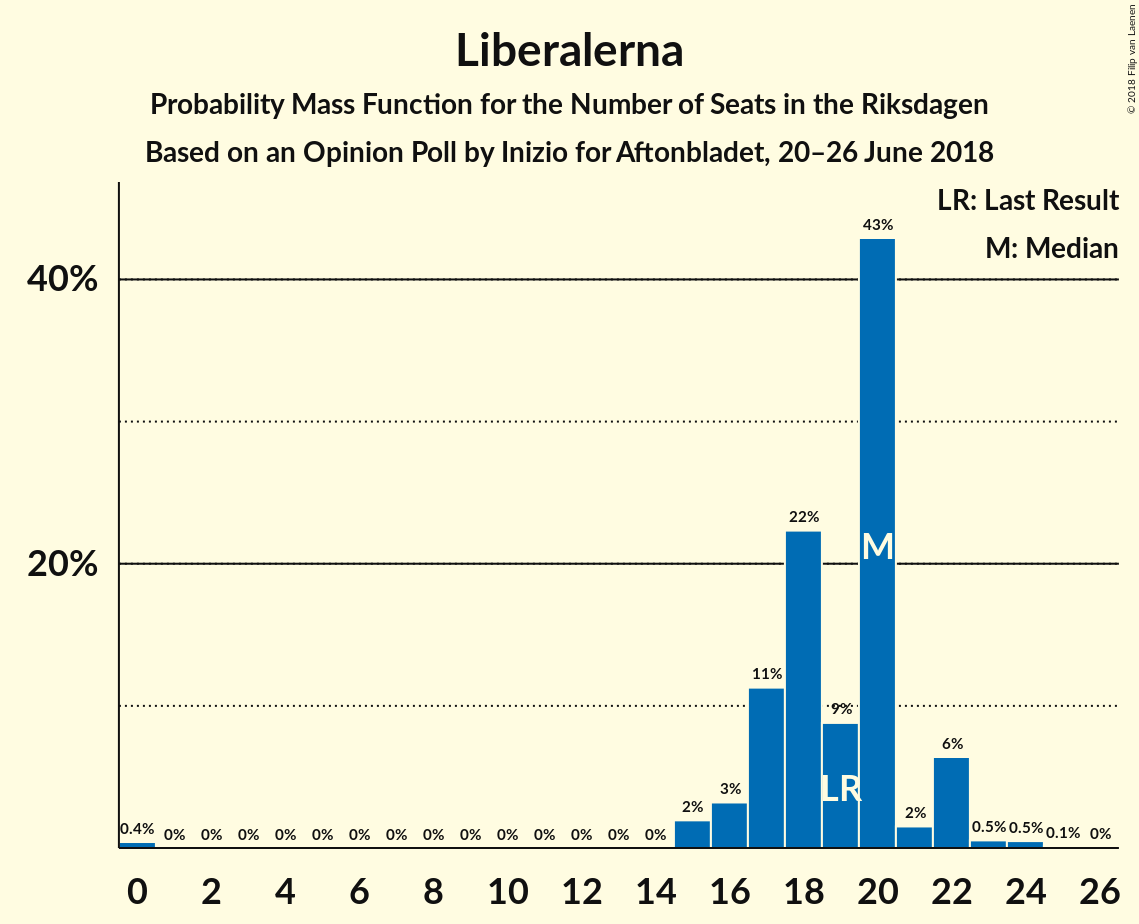 Liberalerna
Probability Mass Function for the Number of Seats in the Riksdagen
Based on an Opinion Poll by Inizio for Aftonbladet, 20–26 June 2018
© 2018 Filip van Laenen
LR: Last Result
M: Median
40%
20%
0.4% 0% 0% 0% 0% 0% 0% 0% 0% 0% 0% 0% 0% 0% 0% 2% 3% 11% 22% 9% 43% 2% 6% 0.5% 0.5% 0.1% 0%
M
LR
0 2 4 6 8 10 12 14 16 18 20 22 24 26